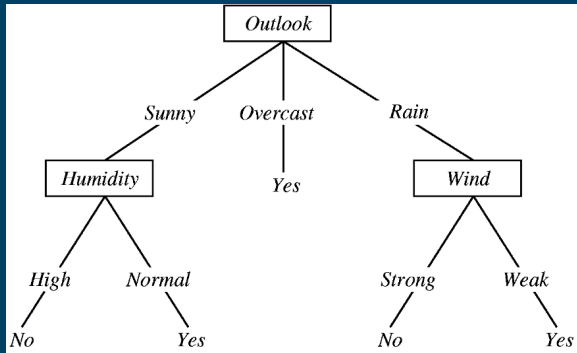 Outlook
Sunny Overcast Rain
Humidity Yes Wind
High Normal Strong Weak
No Yes No Yes